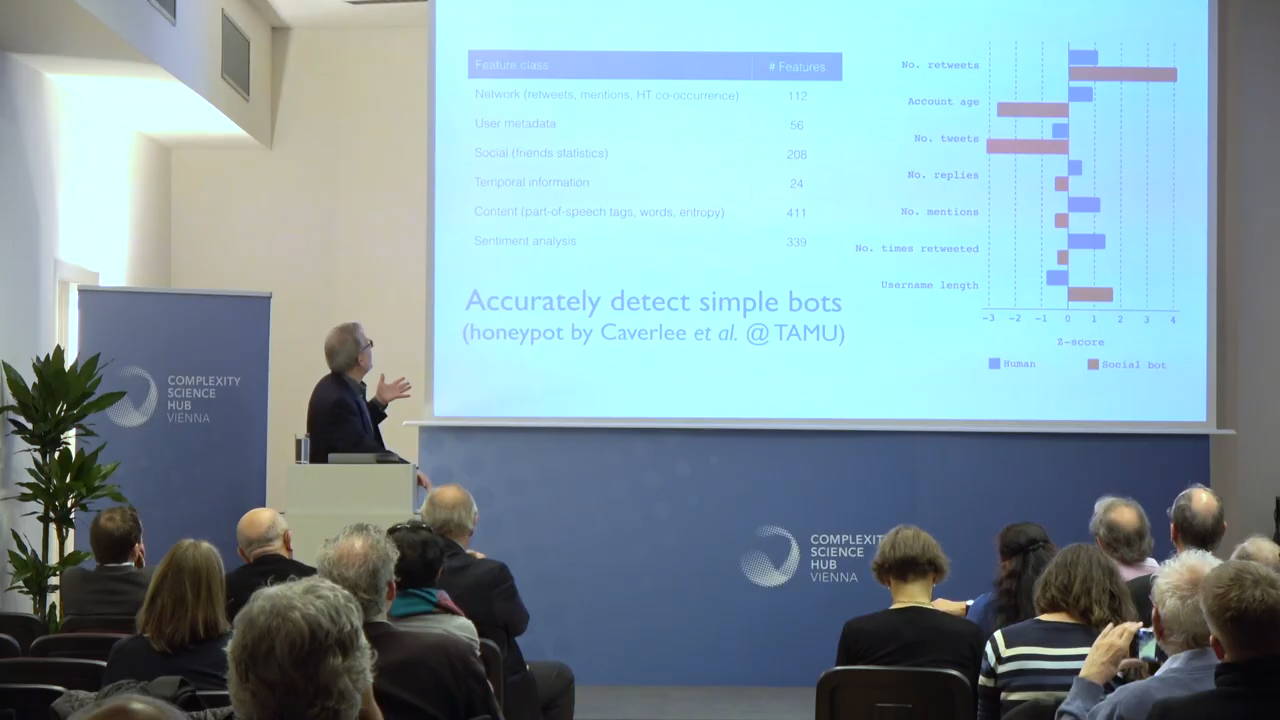 Feature class # Features
Network (retweets, mentions, HT co-occurrence) 112
User metadata 56
Social (friends statistics) 208
Temporal information 24
Content (part-of-speech tags, words, entropy) 411
Sentiment analysis 339
Accurately detect simple bots
(honeypot by Caverlee et al. @ TAMU)
No. retweets
Account age
No. tweets
No. replies
No. mentions
No. times retweeted
Username length
-3 -2 -1 0 1 2 3 4
Z-score
Human Social bot
COMPLEXITY
SCIENCE
HUB
VIENNA
COMPLEXIT
SCIENCE
HUB
VIENNA